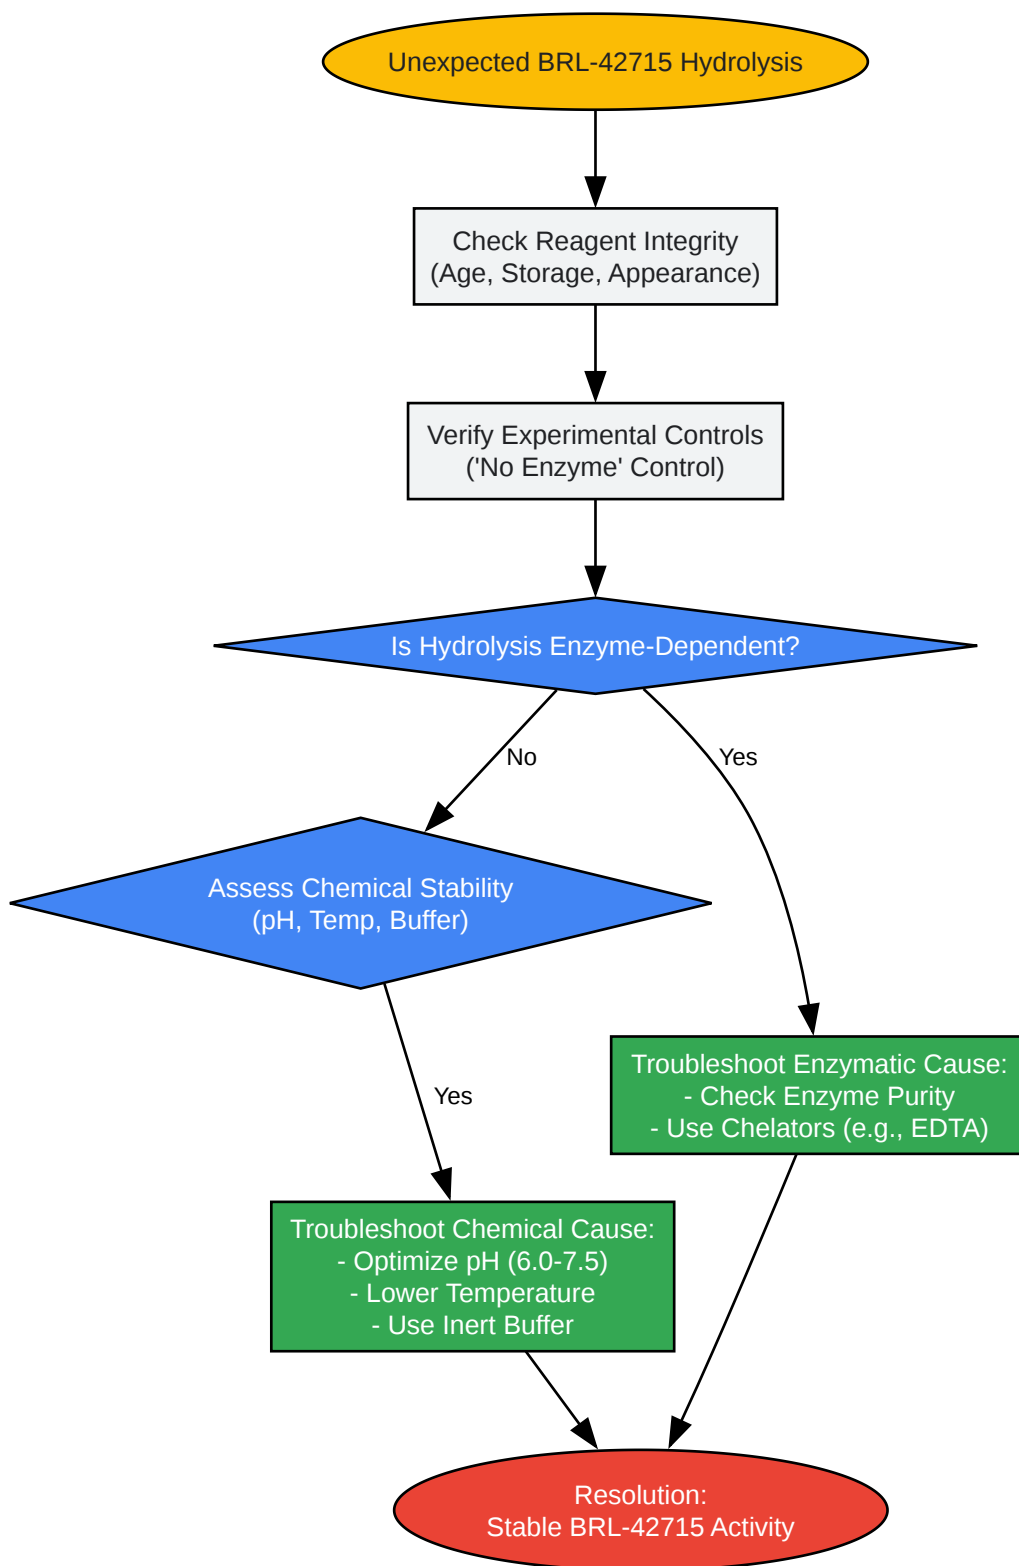 Unexpected BRL-42715 Hydrolysis
Check Reagent Integrity
(Age, Storage, Appearance)
Verify Experimental Controls
('No Enzyme' Control)
Is Hydrolysis Enzyme-Dependent?
No
Yes
Assess Chemical Stability
(pH, Temp, Buffer)
Yes
Troubleshoot Enzymatic Cause:
- Check Enzyme Purity
- Use Chelators (e.g., EDTA)
Troubleshoot Chemical Cause:
- Optimize pH (6.0-7.5)
- Lower Temperature
- Use Inert Buffer
Resolution:
Stable BRL-42715 Activity